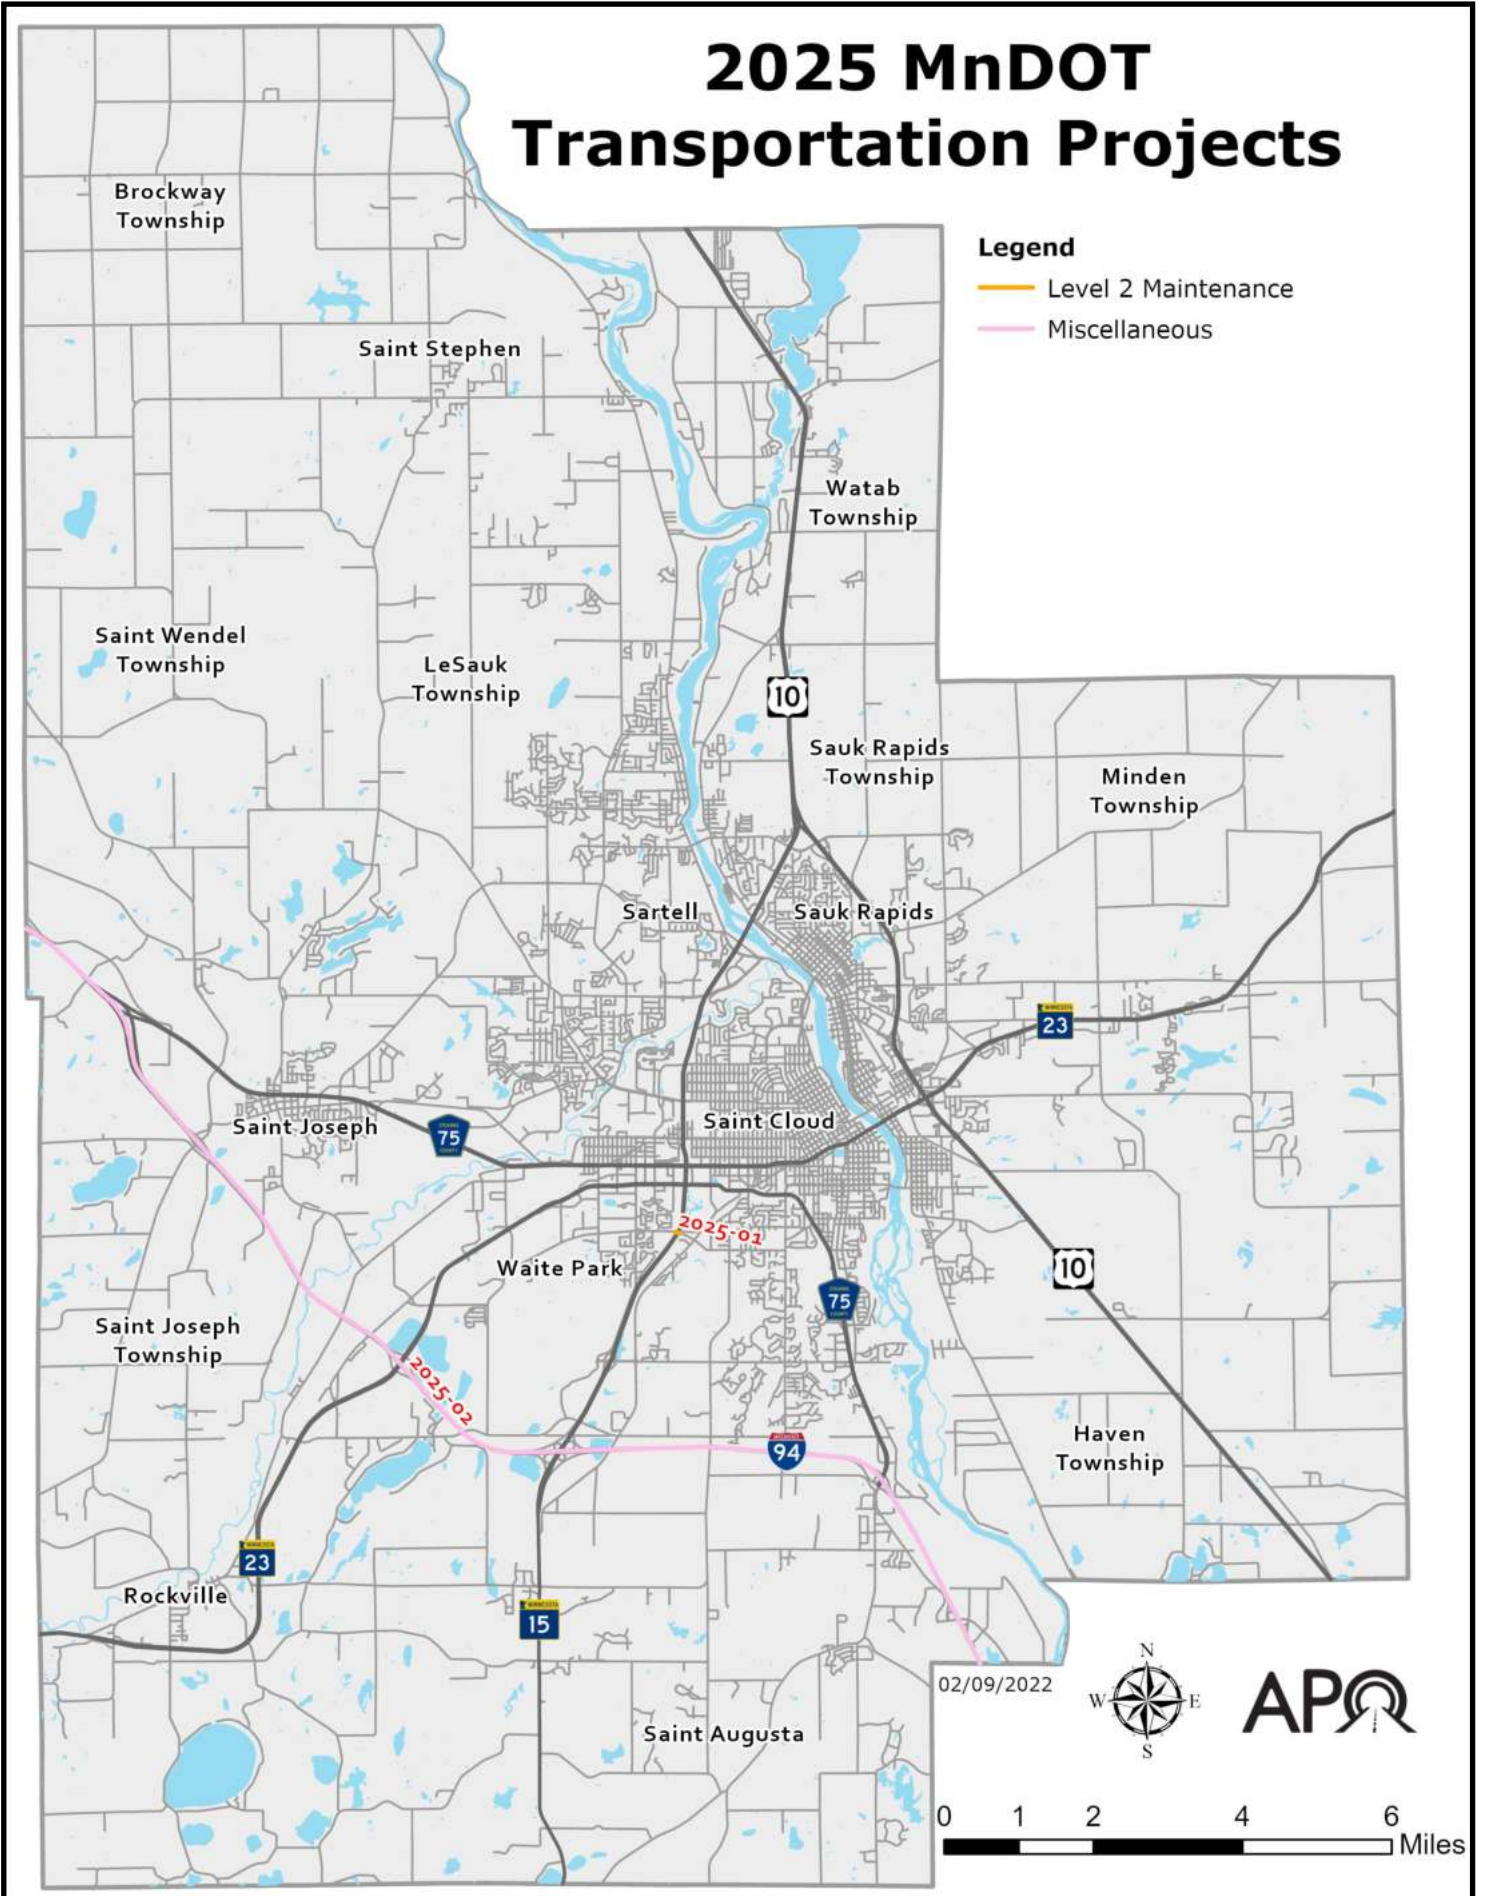 2025 MnDOT
Transportation Projects
Legend
Level 2 Maintenance
Miscellaneous
Brockway
Township
Saint Stephen
Watab
Township
Saint Wendel
Township
LeSauk
Township
10
Sauk Rapids
Township
Minden
Township
Sartell
Sauk Rapids
MINNESOTA
23
Saint Joseph
75
Saint Cloud
2025-01
Waite Park
10
75
Saint Joseph
Township
2025-02
94
Haven
Township
MINNESOTA
23
Rockville
MINNESOTA
15
02/09/2022
N
W
E
S
APO
Saint Augusta
0 1 2 4 6
Miles